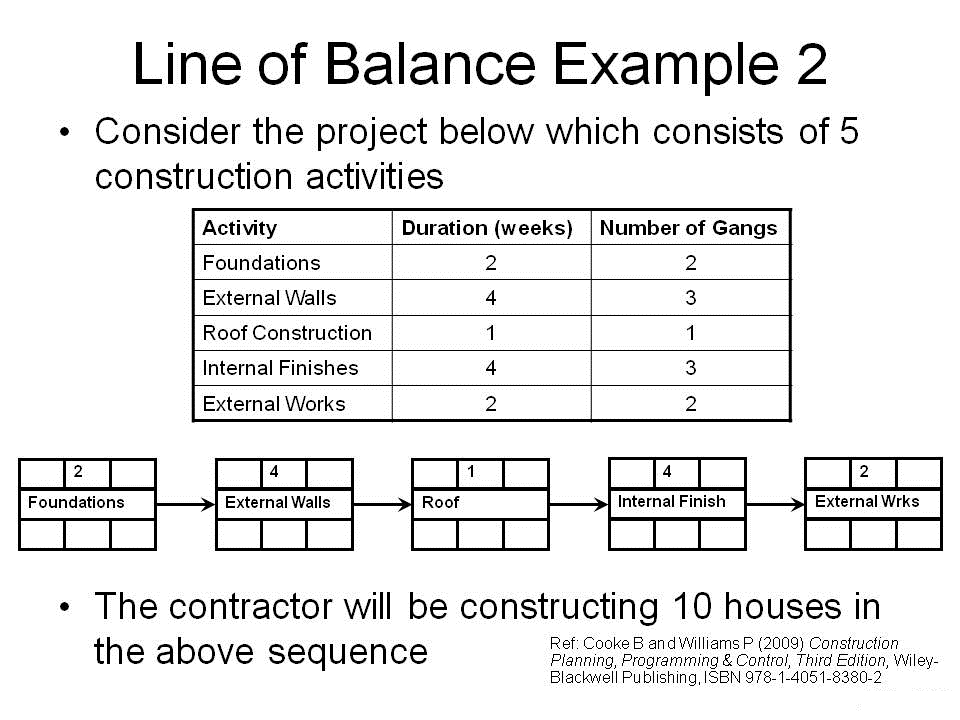 Line of Balance Example 2
• Consider the project below which consists of 5
construction activities
Activity Duration (weeks) Number of Gangs
Foundations 2 2
External Walls 4 3
Roof Construction 1 1
Internal Finishes 4 3
External Works 2 2
2 4 1 4 2
Foundations External Walls Roof Internal Finish External Wrks
• The contractor will be constructing 10 houses in
the above sequence
Ref: Cooke B and Williams P (2009) Construction
Planning, Programming & Control, Third Edition, Wiley-
Blackwell Publishing, ISBN 978-1-4051-8380-2